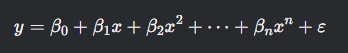 y = β₀ + β₁x + β₂x² + ⋯ + βₙxⁿ + ε